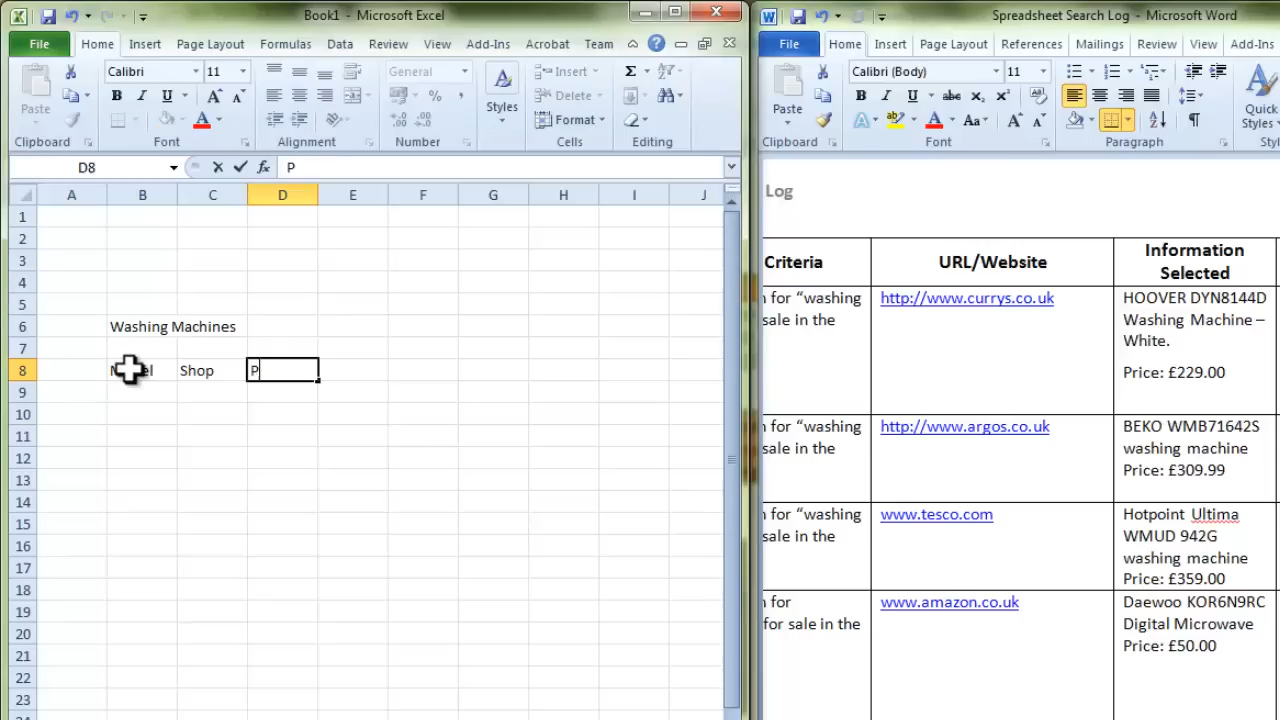 Book1 - Microsoft Excel
File Home Insert Page Layout Formulas Data Review View Add-Ins Acrobat Team
Paste
Calibri 11
B I U A A
A
General
%
Styles
Insert
Delete
Format
Σ
Clipboard Font Alignment Number Cells Editing
D8 fx P
A B C D E F G H I J
1
2
3
4
5
6 Washing Machines
7
8 Shop P
9
10
11
12
13
14
15
16
17
18
19
20
21
22
23
24
Spreadsheet Search Log - Microsoft Word
File Home Insert Page Layout References Mailings Review View Add-Ins
Paste
Calibri (Body) 11
B I U abc x₂ x²
A ab A Aa A A
Quick
Styles
Clipboard Font Paragraph
Log
Criteria URL/Website Information
Selected
for “washing http://www.currys.co.uk HOOVER DYN8144D
sale in the Washing Machine –
White.
Price: £229.00
for “washing http://www.argos.co.uk BEKO WMB71642S
sale in the washing machine
Price: £309.99
for “washing www.tesco.com Hotpoint Ultima
sale in the WMUD 942G
washing machine
Price: £359.00
for www.amazon.co.uk Daewoo KOR6N9RC
for sale in the Digital Microwave
Price: £50.00